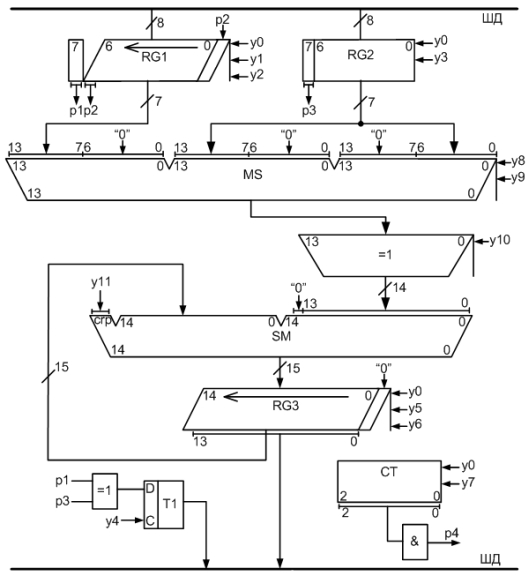 ШД
8 p2 8
7 6 0 y0 7 6 0 y0
RG1 y1 RG2 y3
y2
p1 p2 p3
7 7
"0" "0" "0"
13 7 6 0 13 7 6 0 13 7 6 0
13 0 13 0 13 0 y8
MS y9
13 0
13 0 y10
=1
14
y11 "0" 13 0
crp 14 0 14
SM
14 0
15 15 "0"
14 0 y0
RG3 y5
13 0 y6
p1 =1 D T1 CT y0
p3 2 0 y7
y4 C 2 0
& p4
ШД